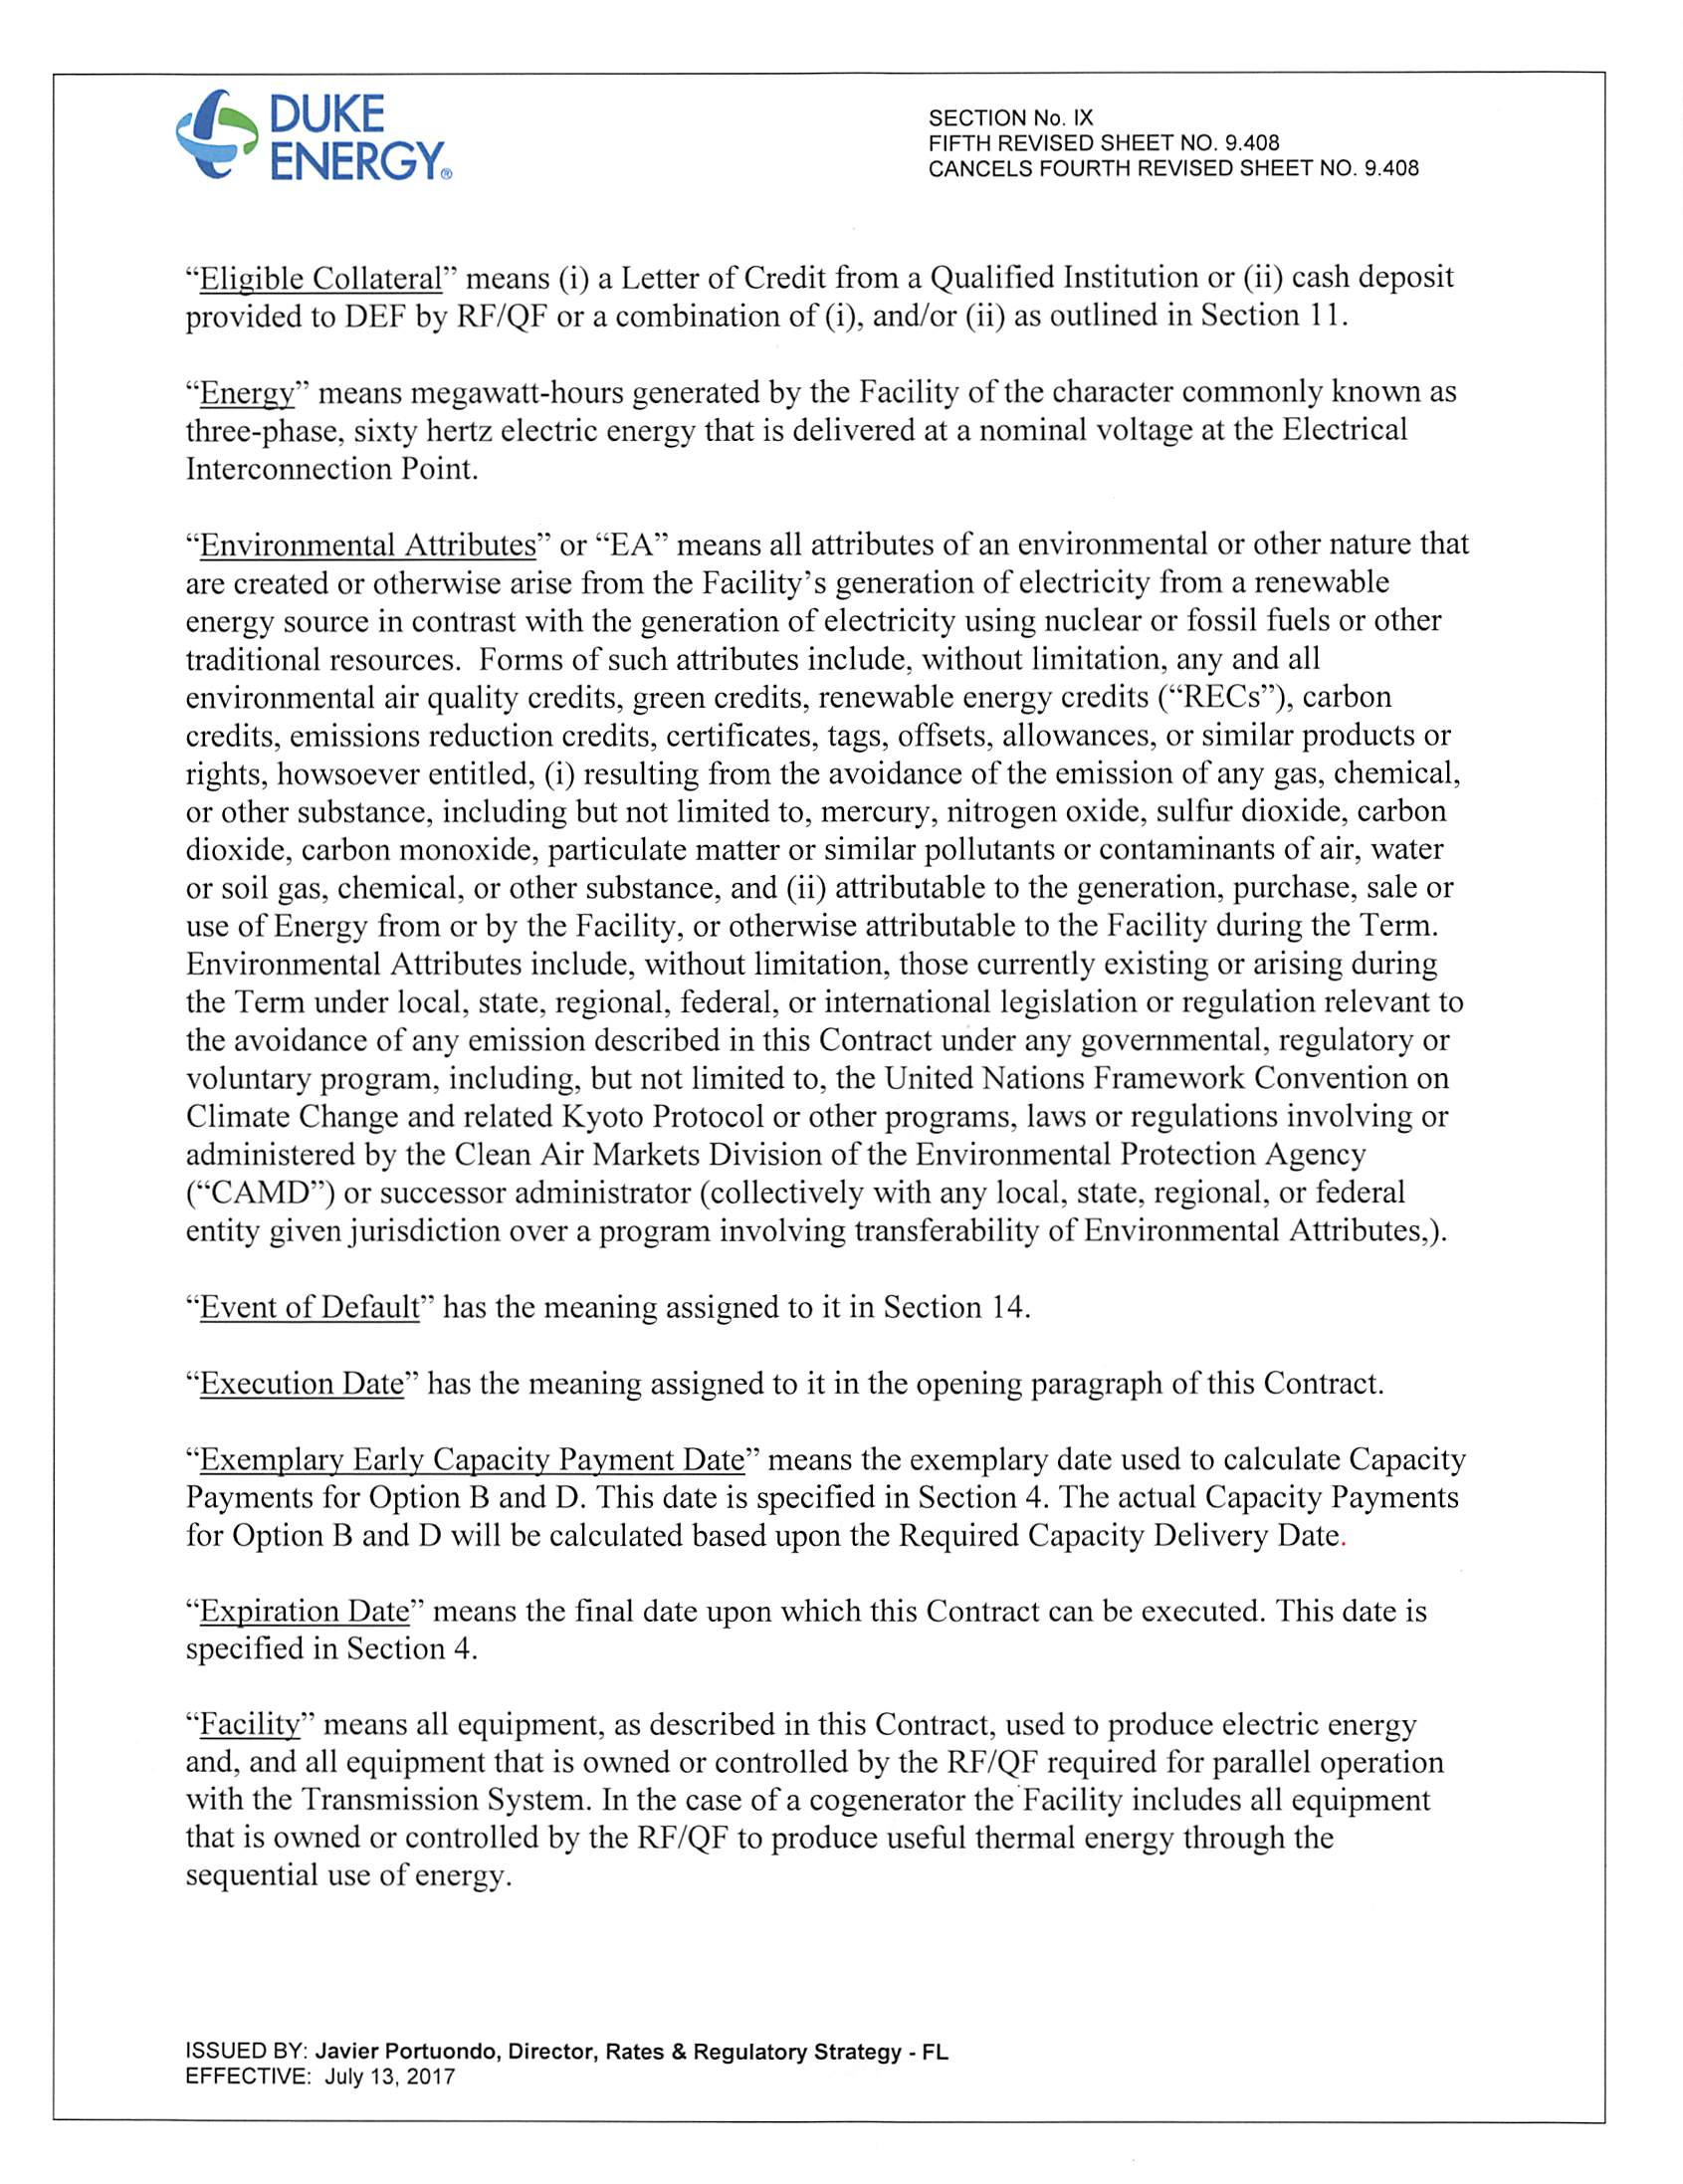 DUKE
ENERGY®
SECTION No. IX
FIFTH REVISED SHEET NO. 9.408
CANCELS FOURTH REVISED SHEET NO. 9.408
“Eligible Collateral” means (i) a Letter of Credit from a Qualified Institution or (ii) cash deposit
provided to DEF by RF/QF or a combination of (i), and/or (ii) as outlined in Section 11.
“Energy” means megawatt-hours generated by the Facility of the character commonly known as
three-phase, sixty hertz electric energy that is delivered at a nominal voltage at the Electrical
Interconnection Point.
“Environmental Attributes” or “EA” means all attributes of an environmental or other nature that
are created or otherwise arise from the Facility’s generation of electricity from a renewable
energy source in contrast with the generation of electricity using nuclear or fossil fuels or other
traditional resources.  Forms of such attributes include, without limitation, any and all
environmental air quality credits, green credits, renewable energy credits (“RECs”), carbon
credits, emissions reduction credits, certificates, tags, offsets, allowances, or similar products or
rights, howsoever entitled, (i) resulting from the avoidance of the emission of any gas, chemical,
or other substance, including but not limited to, mercury, nitrogen oxide, sulfur dioxide, carbon
dioxide, carbon monoxide, particulate matter or similar pollutants or contaminants of air, water
or soil gas, chemical, or other substance, and (ii) attributable to the generation, purchase, sale or
use of Energy from or by the Facility, or otherwise attributable to the Facility during the Term.
Environmental Attributes include, without limitation, those currently existing or arising during
the Term under local, state, regional, federal, or international legislation or regulation relevant to
the avoidance of any emission described in this Contract under any governmental, regulatory or
voluntary program, including, but not limited to, the United Nations Framework Convention on
Climate Change and related Kyoto Protocol or other programs, laws or regulations involving or
administered by the Clean Air Markets Division of the Environmental Protection Agency
(“CAMD”) or successor administrator (collectively with any local, state, regional, or federal
entity given jurisdiction over a program involving transferability of Environmental Attributes,).
“Event of Default” has the meaning assigned to it in Section 14.
“Execution Date” has the meaning assigned to it in the opening paragraph of this Contract.
“Exemplary Early Capacity Payment Date” means the exemplary date used to calculate Capacity
Payments for Option B and D. This date is specified in Section 4. The actual Capacity Payments
for Option B and D will be calculated based upon the Required Capacity Delivery Date.
“Expiration Date” means the final date upon which this Contract can be executed. This date is
specified in Section 4.
“Facility” means all equipment, as described in this Contract, used to produce electric energy
and, and all equipment that is owned or controlled by the RF/QF required for parallel operation
with the Transmission System. In the case of a cogenerator the Facility includes all equipment
that is owned or controlled by the RF/QF to produce useful thermal energy through the
sequential use of energy.
ISSUED BY: Javier Portuondo, Director, Rates & Regulatory Strategy - FL
EFFECTIVE:  July 13, 2017